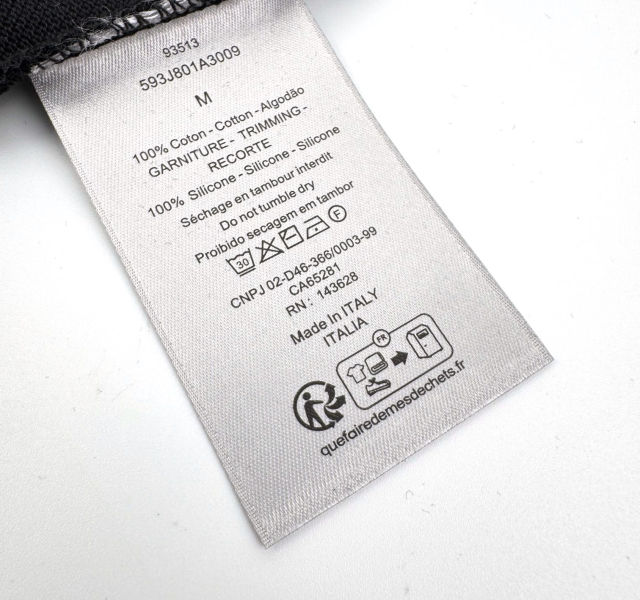 93513
593J801A3009
M
100% Coton - Cotton - Algodão
GARNITURE - TRIMMING -
RECORTE
100% Silicone - Silicone - Silicone
Séchage en tambour interdit
Do not tumble dry
Proibido secagem em tambor
30 F
CNPJ 02-D46-366/0003-99
CA65281
RN: 143628
Made In ITALY
ITALIA
FR
quefairedemesdechets.fr